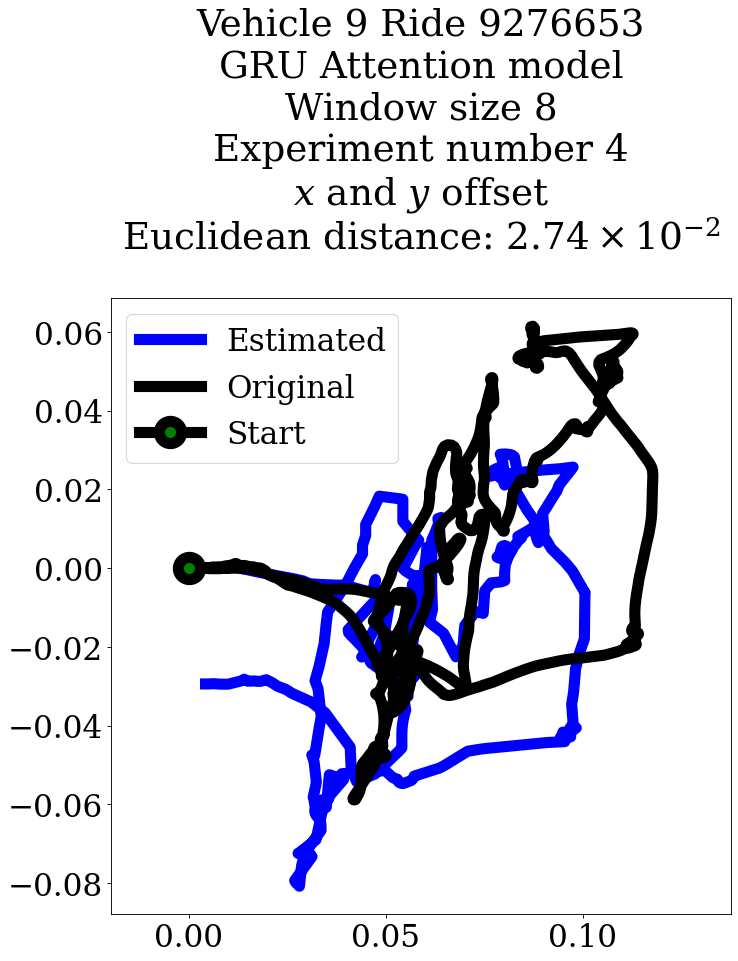 Vehicle 9 Ride 9276653
GRU Attention model
Window size 8
Experiment number 4
x and y offset
Euclidean distance: 2.74 × 10⁻²
Estimated
Original
Start
0.06
0.04
0.02
0.00
−0.02
−0.04
−0.06
−0.08
0.00 0.05 0.10